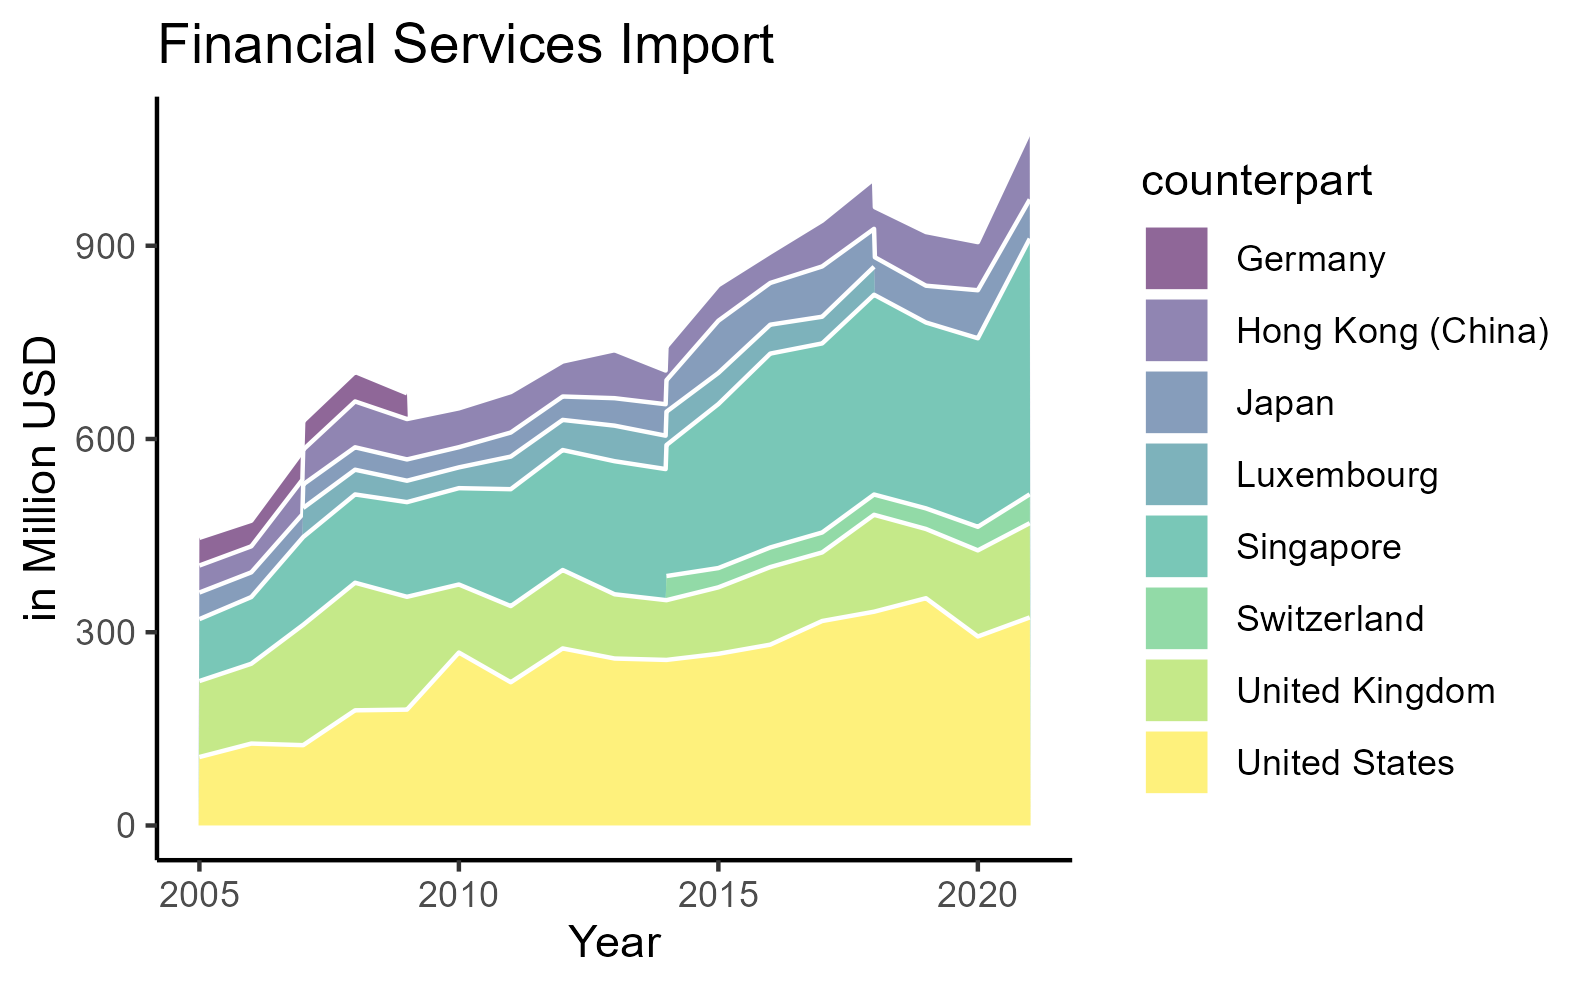 Financial Services Import
in Million USD
900
600
300
0
2005 2010 2015 2020
Year
counterpart
Germany
Hong Kong (China)
Japan
Luxembourg
Singapore
Switzerland
United Kingdom
United States